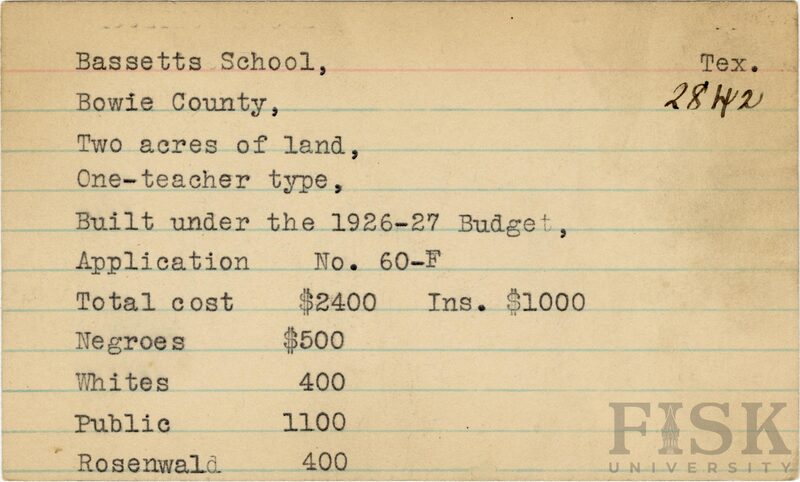 Bassetts School, Tex.
Bowie County, 2842
Two acres of land,
One-teacher type,
Built under the 1926-27 Budget,
Application No. 60-F
Total cost $2400 Ins. $1000
Negroes $500
Whites 400
Public 1100
Rosenwald 400
FISK
UNIVERSITY